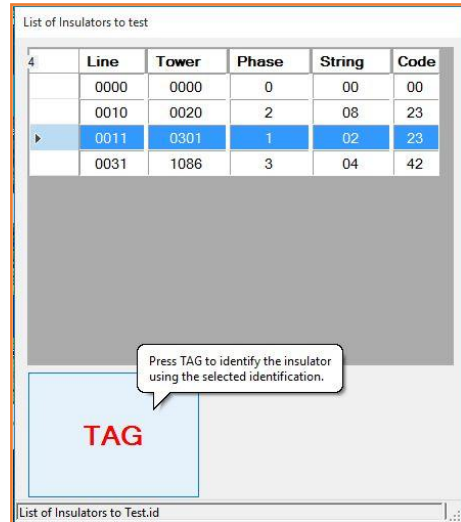 List of Insulators to test
4 Line Tower Phase String Code
0000 0000 0 00 00
0010 0020 2 08 23
0011 0301 1 02 23
0031 1086 3 04 42
Press TAG to identify the insulator
using the selected identification.
TAG
List of Insulators to Test.id